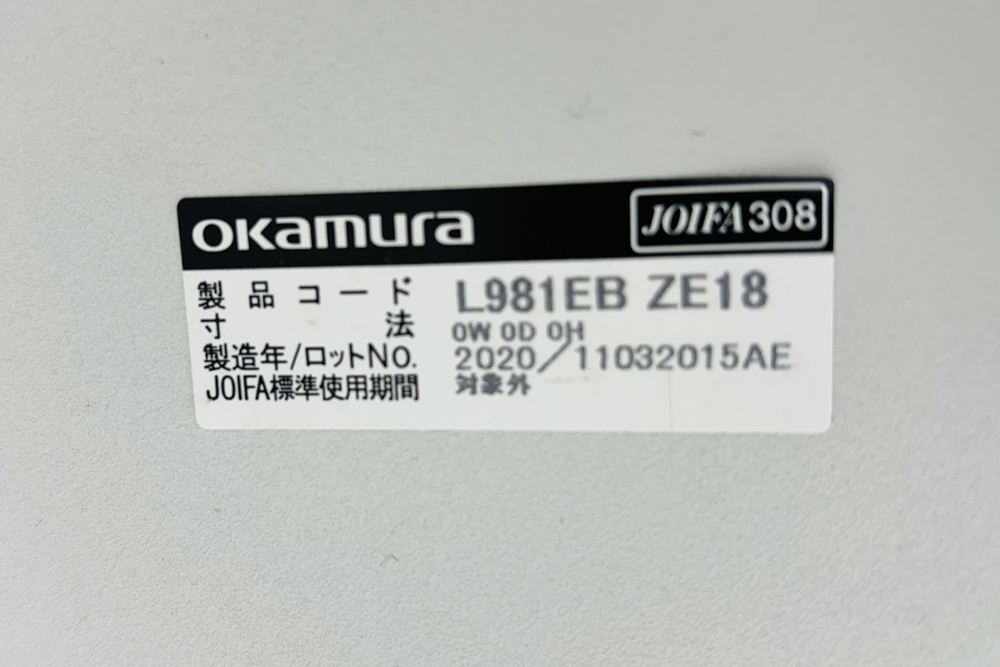 okamura JOIFA308
製品コード L981EB ZE18
寸法 0W 0D 0H
製造年/ロットNo. 2020/11032015AE
JOIFA標準使用期間 対象外